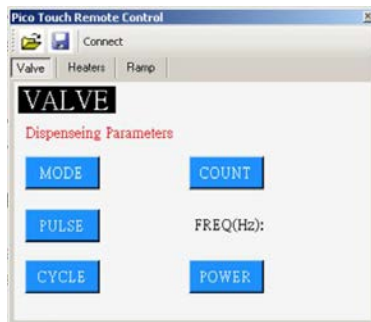 Pico Touch Remote Control
Connect
Valve Heaters Ramp
VALVE
Dispenseing Parameters
MODE COUNT
PULSE FREQ(Hz):
CYCLE POWER